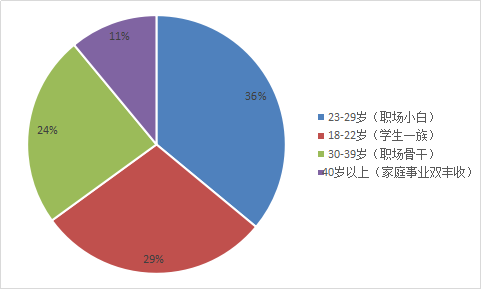 11%
36%
24%
29%
23-29岁（职场小白）
18-22岁（学生一族）
30-39岁（职场骨干）
40岁以上（家庭事业双丰收）